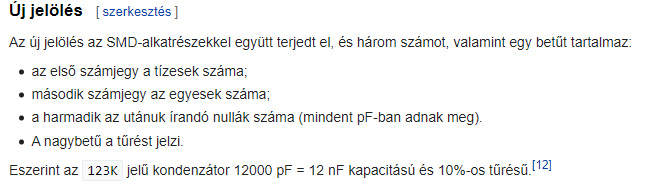 Új jelölés [ szerkesztés ]
Az új jelölés az SMD-alkatrészekkel együtt terjedt el, és három számot, valamint egy betűt tartalmaz:
• az első számjegy a tízesek száma;
• második számjegy az egyesek száma;
• a harmadik az utánuk írandó nullák száma (mindent pF-ban adnak meg).
• A nagybetű a tűrést jelzi.
Eszerint az 123K jelű kondenzátor 12000 pF = 12 nF kapacitású és 10%-os tűrésű.[12]